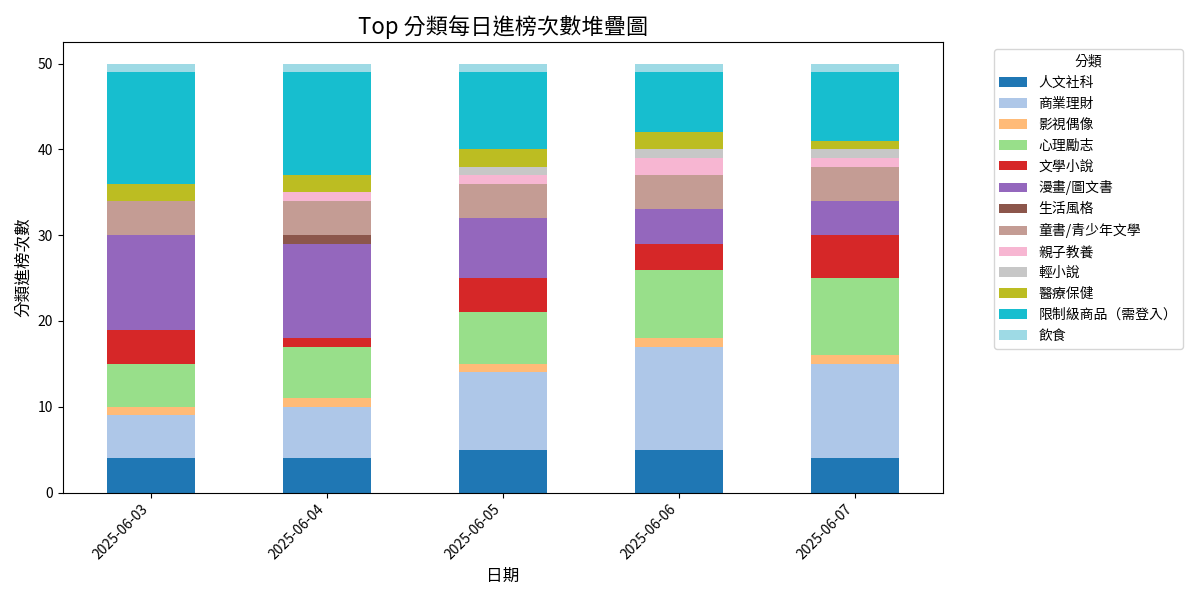 Top 分類每日進榜次數堆疊圖
分類進榜次數
50
40
30
20
10
0
2025-06-03
2025-06-04
2025-06-05
2025-06-06
2025-06-07
日期
分類
人文社科
商業理財
影視偶像
心理勵志
文學小說
漫畫/圖文書
生活風格
童書/青少年文學
親子教養
輕小說
醫療保健
限制級商品（需登入）
飲食